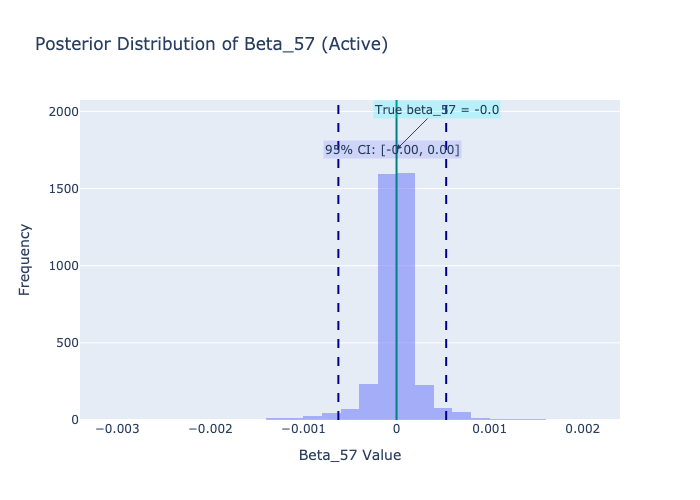 Posterior Distribution of Beta_57 (Active)
True beta_57 = -0.0
95% CI: [-0.00, 0.00]
Frequency
2000
1500
1000
500
0
−0.003
−0.002
−0.001
0
0.001
0.002
Beta_57 Value